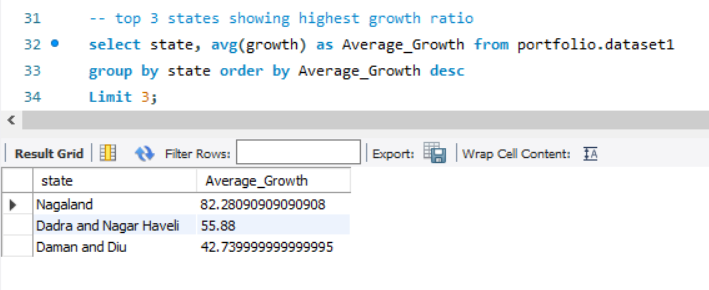 31 -- top 3 states showing highest growth ratio
32 select state, avg(growth) as Average_Growth from portfolio.dataset1
33 group by state order by Average_Growth desc
34 Limit 3;
Result Grid Filter Rows: Export: Wrap Cell Content:
state Average_Growth
Nagaland 82.28090909090908
Dadra and Nagar Haveli 55.88
Daman and Diu 42.739999999999995